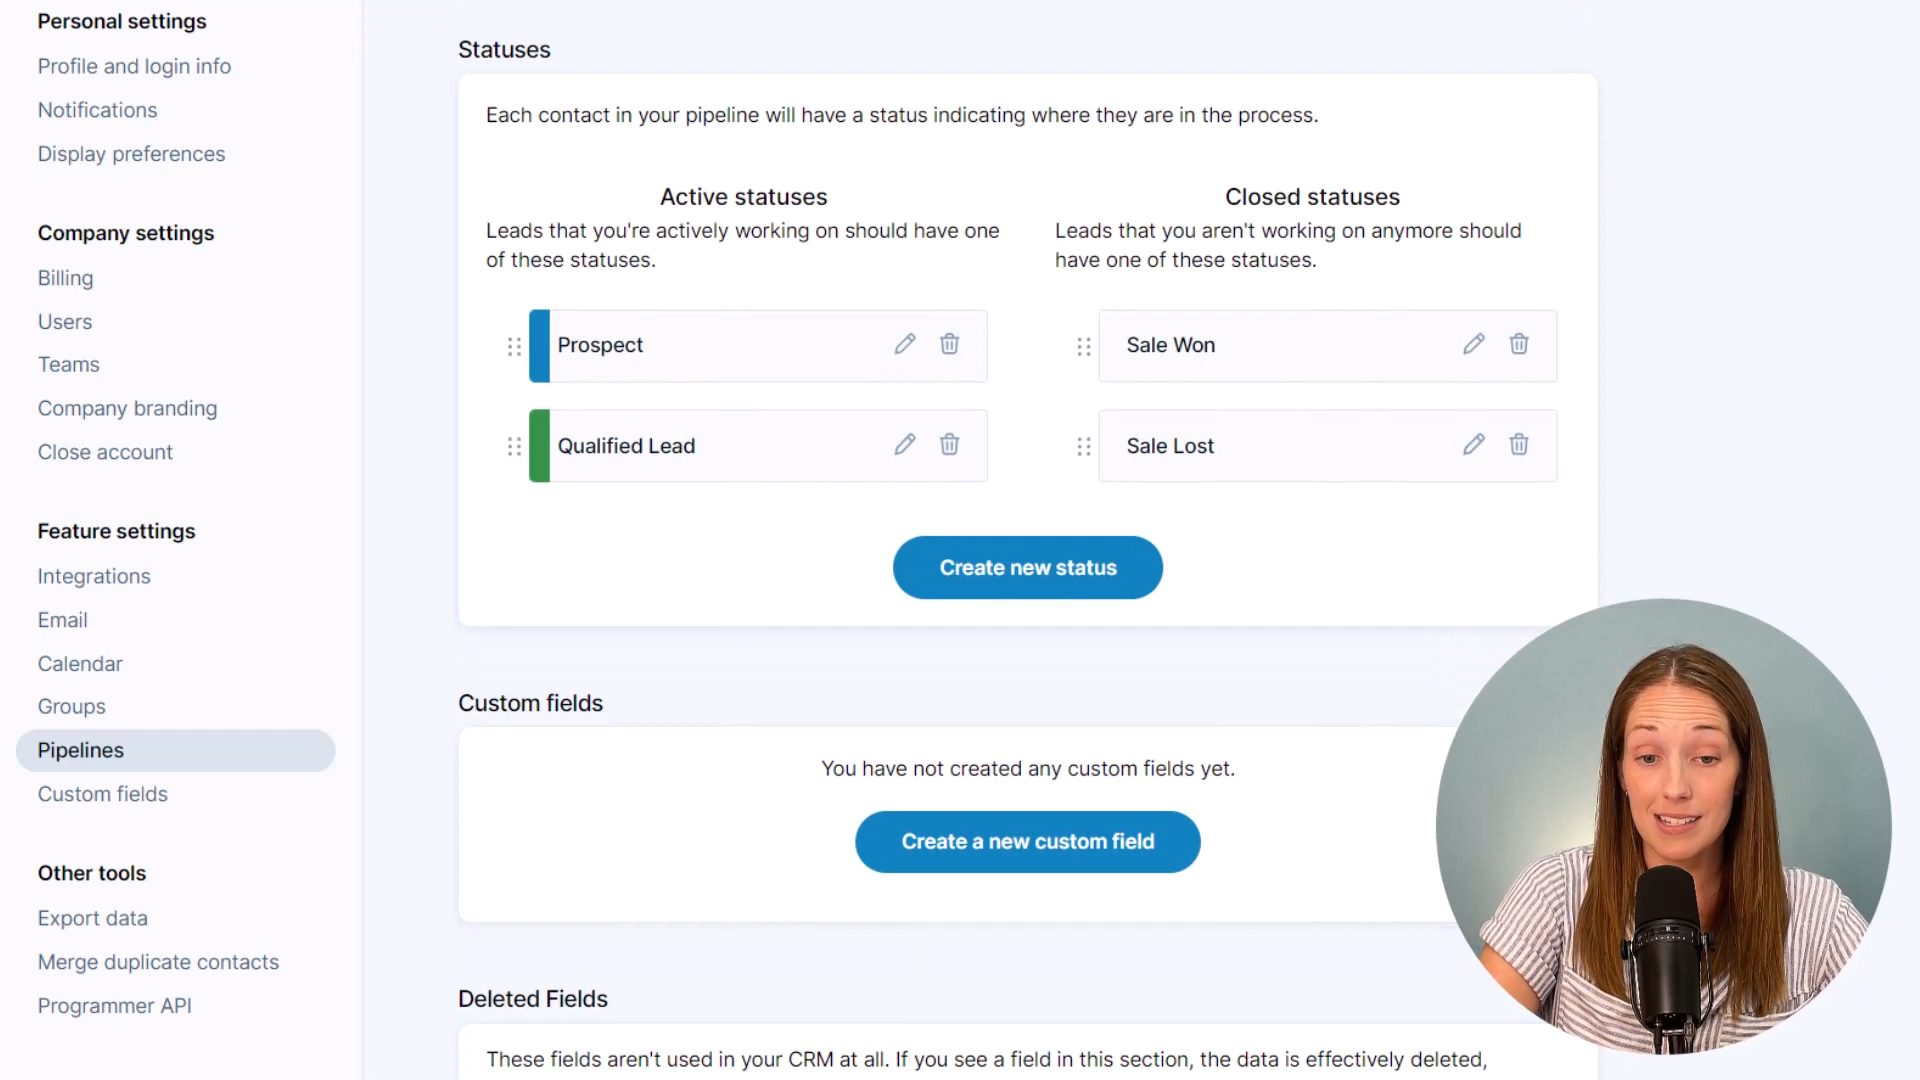 Personal settings
Profile and login info
Notifications
Display preferences
Company settings
Billing
Users
Teams
Company branding
Close account
Feature settings
Integrations
Email
Calendar
Groups
Pipelines
Custom fields
Other tools
Export data
Merge duplicate contacts
Programmer API
Statuses
Each contact in your pipeline will have a status indicating where they are in the process.
Active statuses
Leads that you're actively working on should have one
of these statuses.
Prospect
Qualified Lead
Closed statuses
Leads that you aren't working on anymore should
have one of these statuses.
Sale Won
Sale Lost
Create new status
Custom fields
You have not created any custom fields yet.
Create a new custom field
Deleted Fields
These fields aren't used in your CRM at all. If you see a field in this section, the data is effectively deleted,